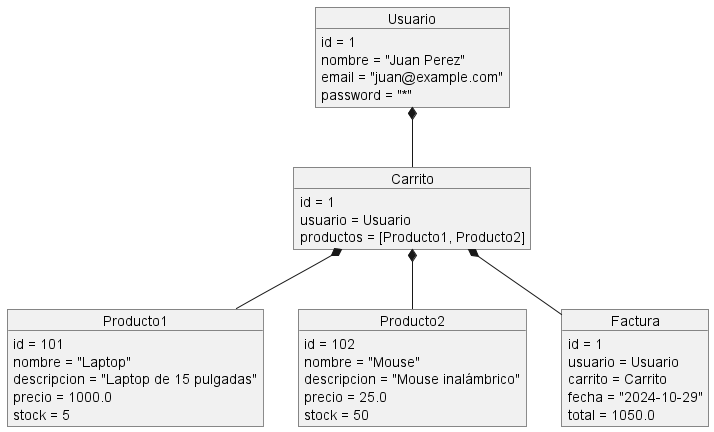 Usuario
id = 1
nombre = "Juan Perez"
email = "juan@example.com"
password = "*"
Carrito
id = 1
usuario = Usuario
productos = [Producto1, Producto2]
Producto1
id = 101
nombre = "Laptop"
descripcion = "Laptop de 15 pulgadas"
precio = 1000.0
stock = 5
Producto2
id = 102
nombre = "Mouse"
descripcion = "Mouse inalámbrico"
precio = 25.0
stock = 50
Factura
id = 1
usuario = Usuario
carrito = Carrito
fecha = "2024-10-29"
total = 1050.0